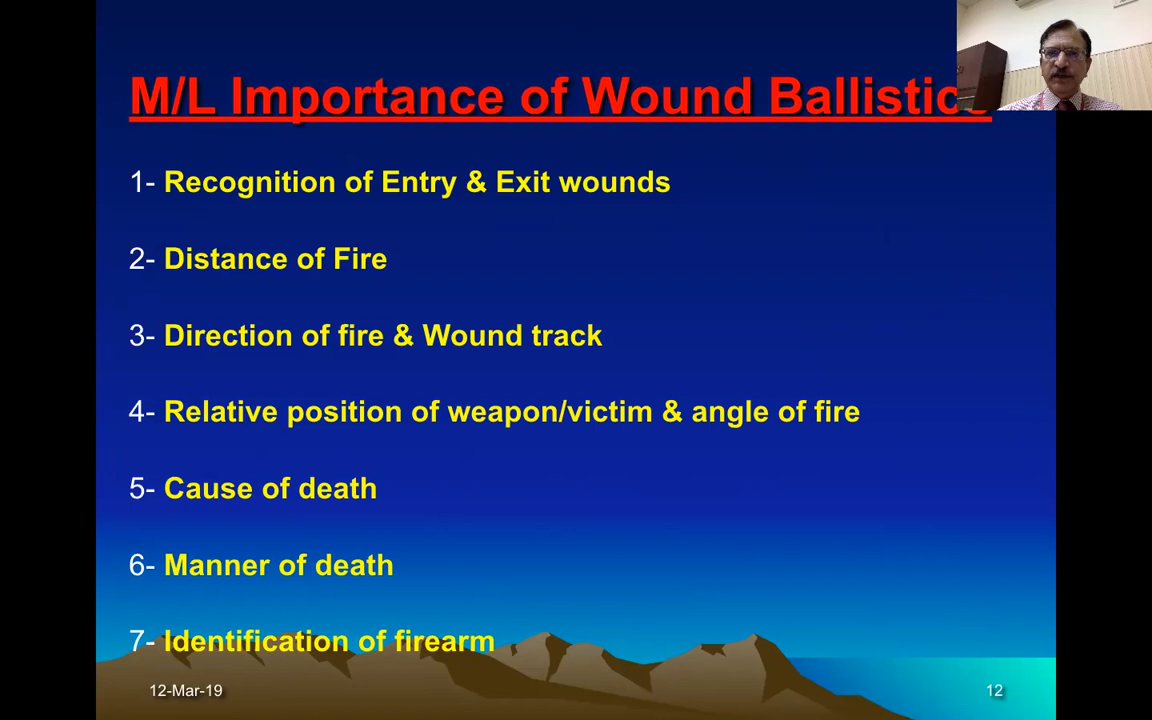 M/L Importance of Wound Ballistics
1- Recognition of Entry & Exit wounds
2- Distance of Fire
3- Direction of fire & Wound track
4- Relative position of weapon/victim & angle of fire
5- Cause of death
6- Manner of death
7- Identification of firearm
12-Mar-19
12